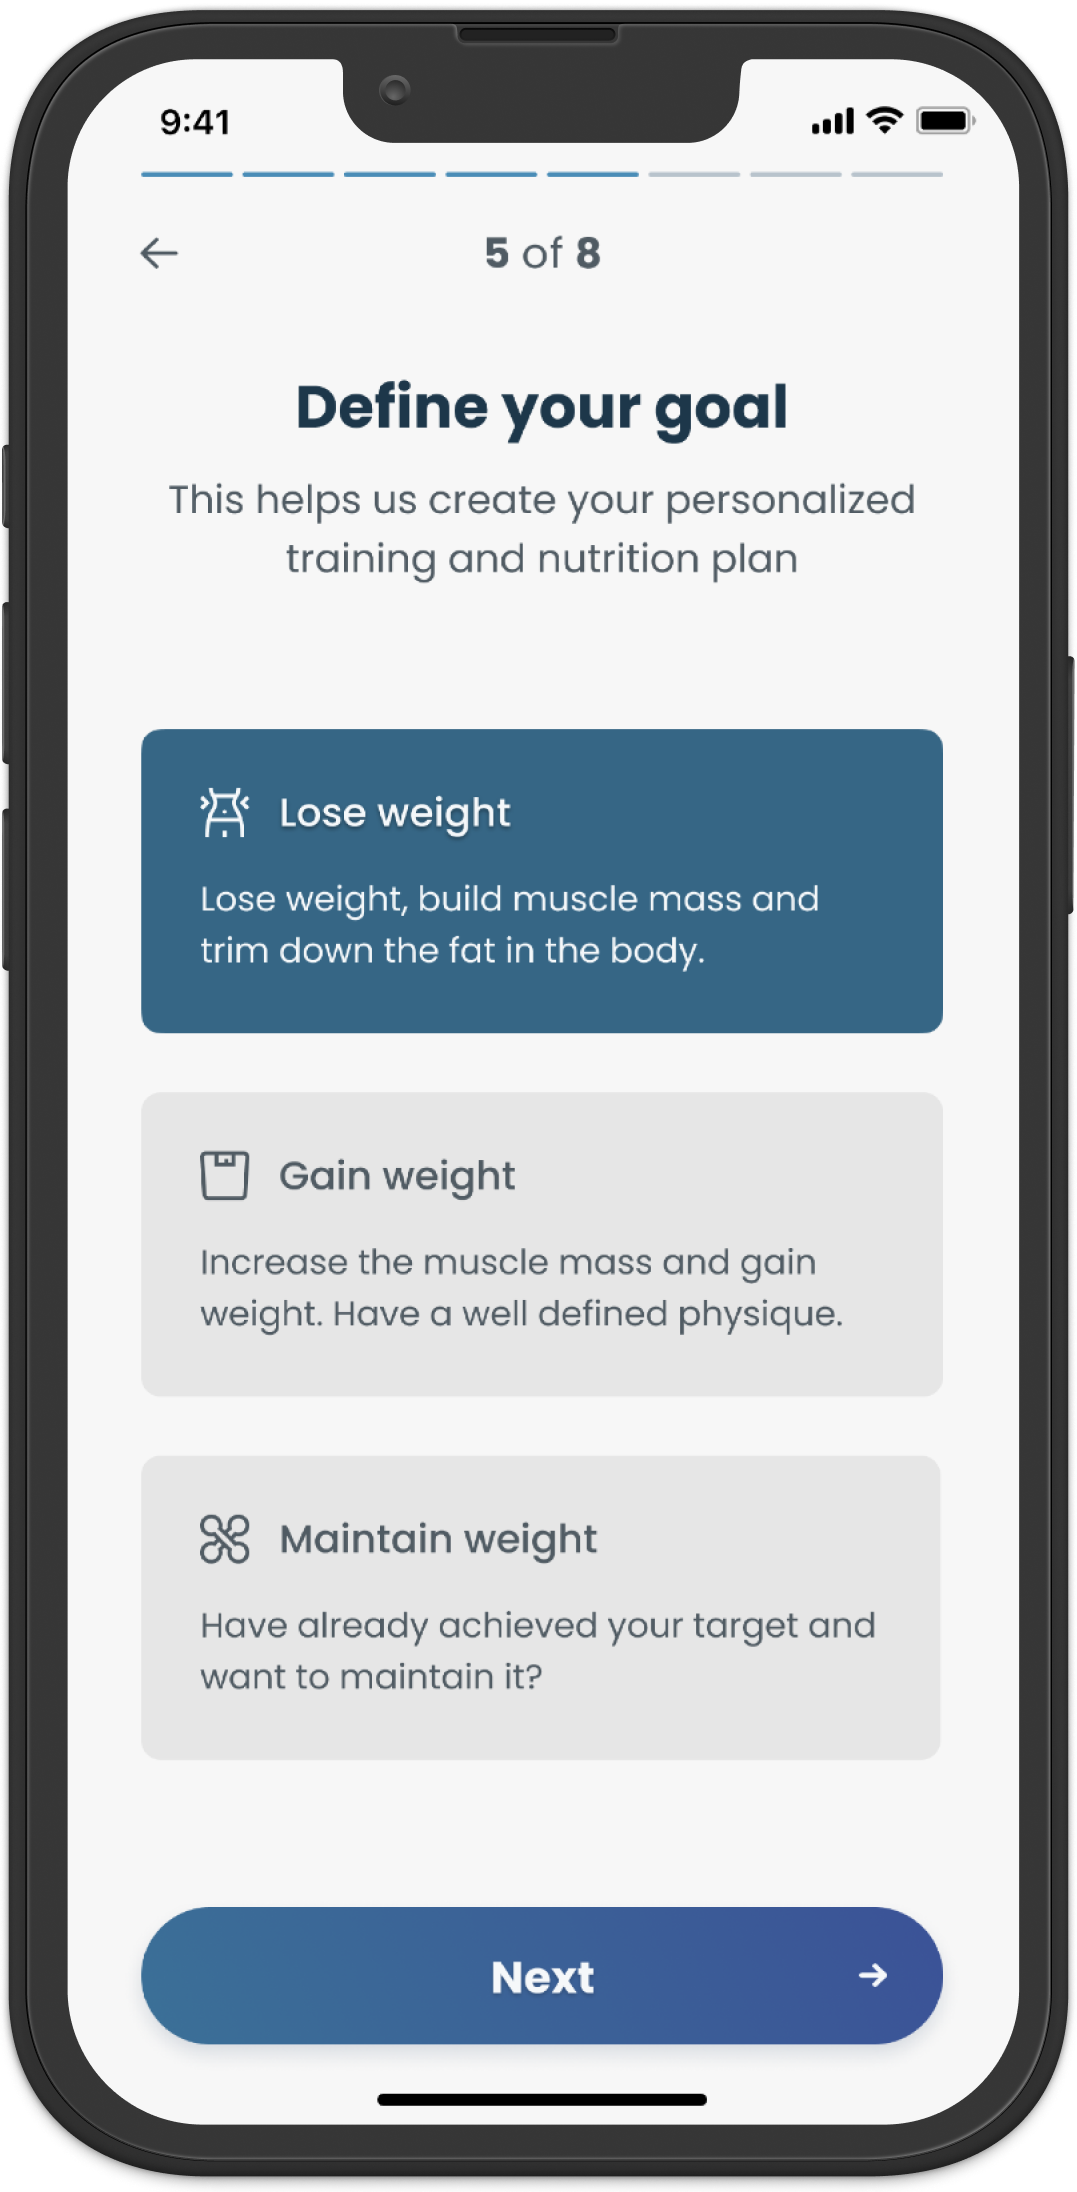 9:41
5 of 8
Define your goal
This helps us create your personalized
training and nutrition plan
Lose weight
Lose weight, build muscle mass and
trim down the fat in the body.
Gain weight
Increase the muscle mass and gain
weight. Have a well defined physique.
Maintain weight
Have already achieved your target and
want to maintain it?
Next